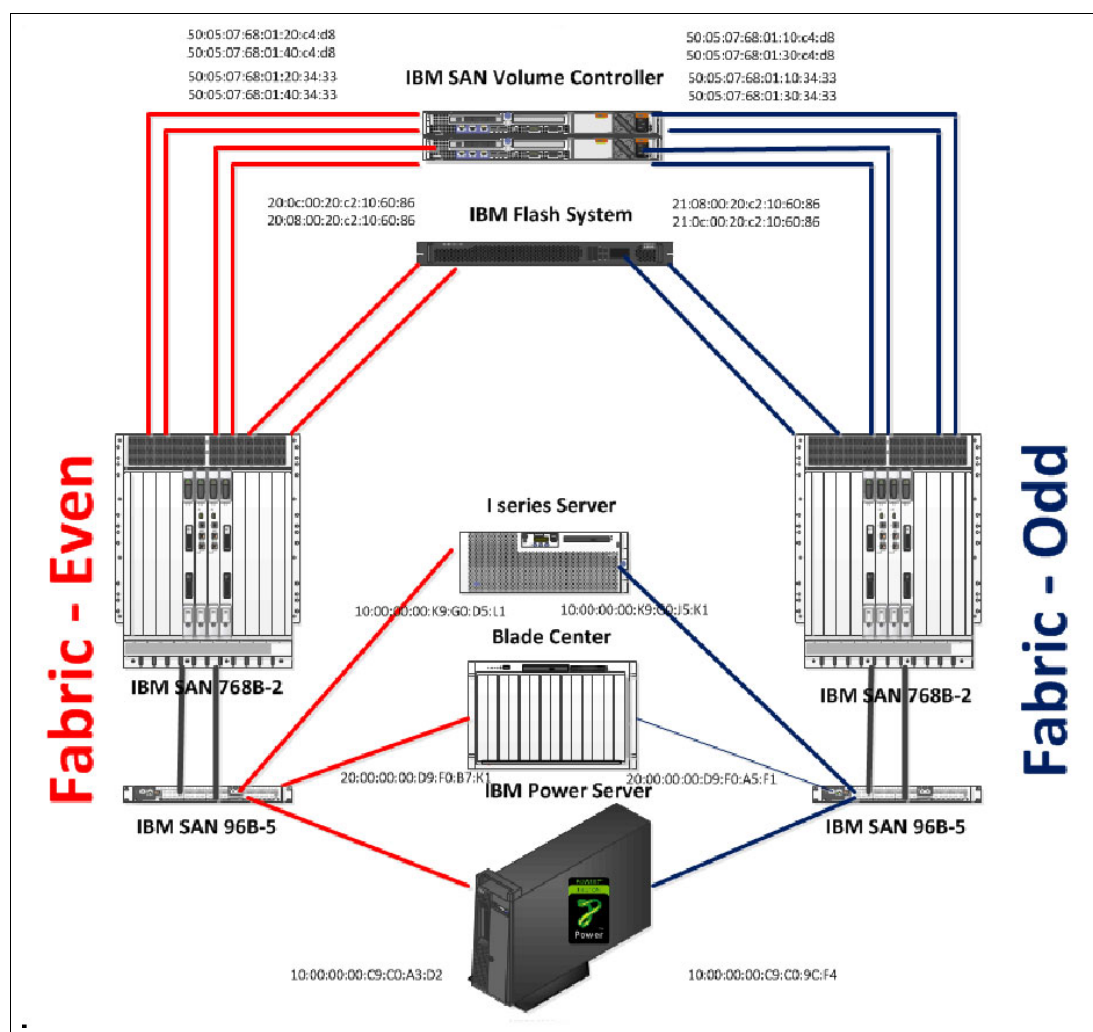 50:05:07:68:01:20:c4:d8
50:05:07:68:01:40:c4:d8
50:05:07:68:01:20:34:33
50:05:07:68:01:40:34:33
50:05:07:68:01:10:c4:d8
50:05:07:68:01:30:c4:d8
50:05:07:68:01:10:34:33
50:05:07:68:01:30:34:33
IBM SAN Volume Controller
20:0c:00:20:c2:10:60:86
20:08:00:20:c2:10:60:86
IBM Flash System
21:08:00:20:c2:10:60:86
21:0c:00:20:c2:10:60:86
Fabric - Even
Fabric - Odd
I series Server
10:00:00:00:K9:G0:D5:L1
10:00:00:00:K9:G0:J5:K1
Blade Center
IBM SAN 768B-2
IBM SAN 768B-2
20:00:00:00:D9:F0:B7:K1
20:00:00:00:D9:F0:A5:F1
IBM Power Server
IBM SAN 96B-5
IBM SAN 96B-5
Power
10:00:00:00:C9:C0:A3:D2
10:00:00:00:C9:C0:9C:F4